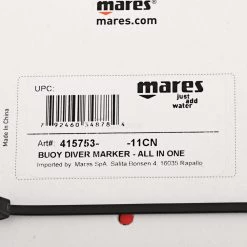 mares
mares.com
UPC:
mares
just
add
water
7 92460 34878 4
Art# 415753- -11CN
BUOY DIVER MARKER - ALL IN ONE
Imported by Mares SpA. Salita Bonsen 4, 16035 Rapallo
Made in China